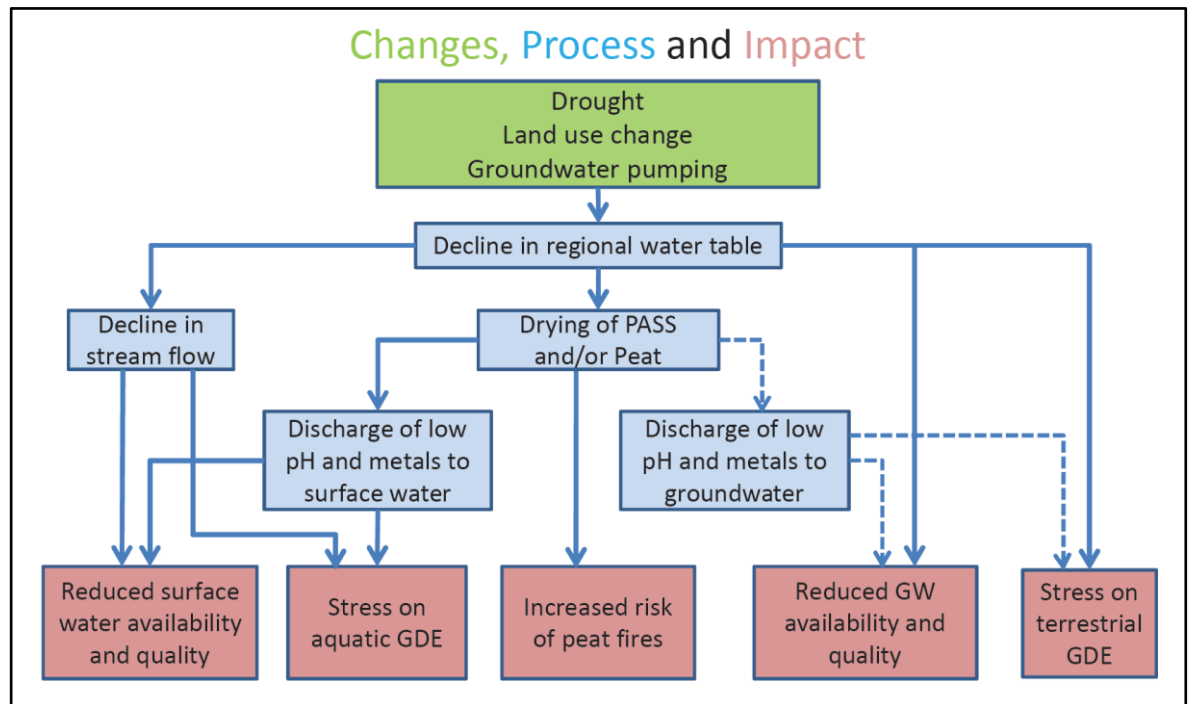 Changes, Process and Impact
Drought
Land use change
Groundwater pumping
Decline in regional water table
Decline in
stream flow
Drying of PASS
and/or Peat
Discharge of low
pH and metals to
surface water
Discharge of low
pH and metals to
groundwater
Reduced surface
water availability
and quality
Stress on
aquatic GDE
Increased risk
of peat fires
Reduced GW
availability and
quality
Stress on
terrestrial
GDE